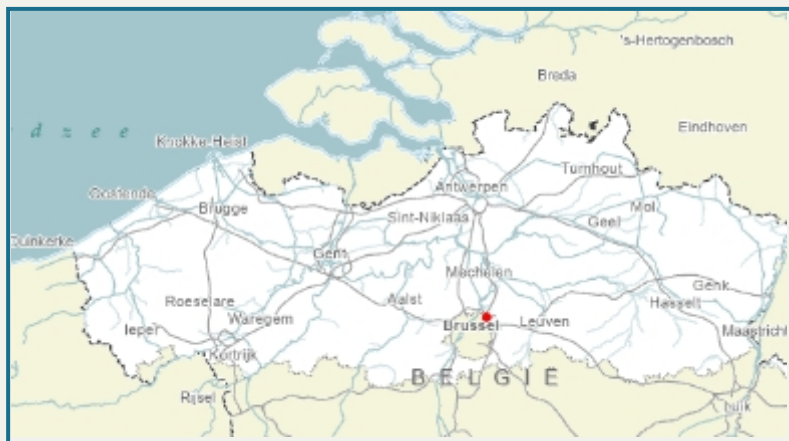 's-Hertogenbosch
Breda
d z e e
Eindhoven
Knokke-Heist
Turnhout
Antwerpen
Oostende
Mol
Brugge
Sint-Niklaas
Geel
Duinkerke
Gent
Mechelen
Genk
Roeselare
Aalst
Hasselt
Ieper
Waregem
Brussel
Leuven
Maastricht
Kortrijk
BELGIË
Rijsel
Luik